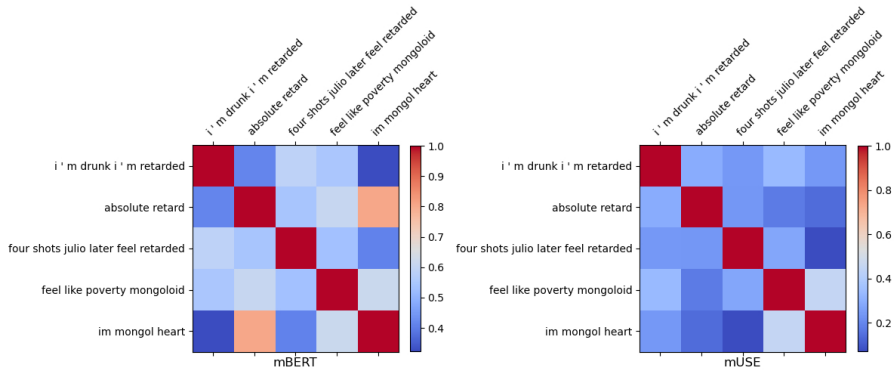 i ' m drunk i ' m retarded
absolute retard
four shots julio later feel retarded
feel like poverty mongoloid
im mongol heart
i ' m drunk i ' m retarded
absolute retard
four shots julio later feel retarded
feel like poverty mongoloid
im mongol heart
1.0
0.9
0.8
0.7
0.6
0.5
0.4
mBERT
i ' m drunk i ' m retarded
absolute retard
four shots julio later feel retarded
feel like poverty mongoloid
im mongol heart
i ' m drunk i ' m retarded
absolute retard
four shots julio later feel retarded
feel like poverty mongoloid
im mongol heart
1.0
0.8
0.6
0.4
0.2
mUSE